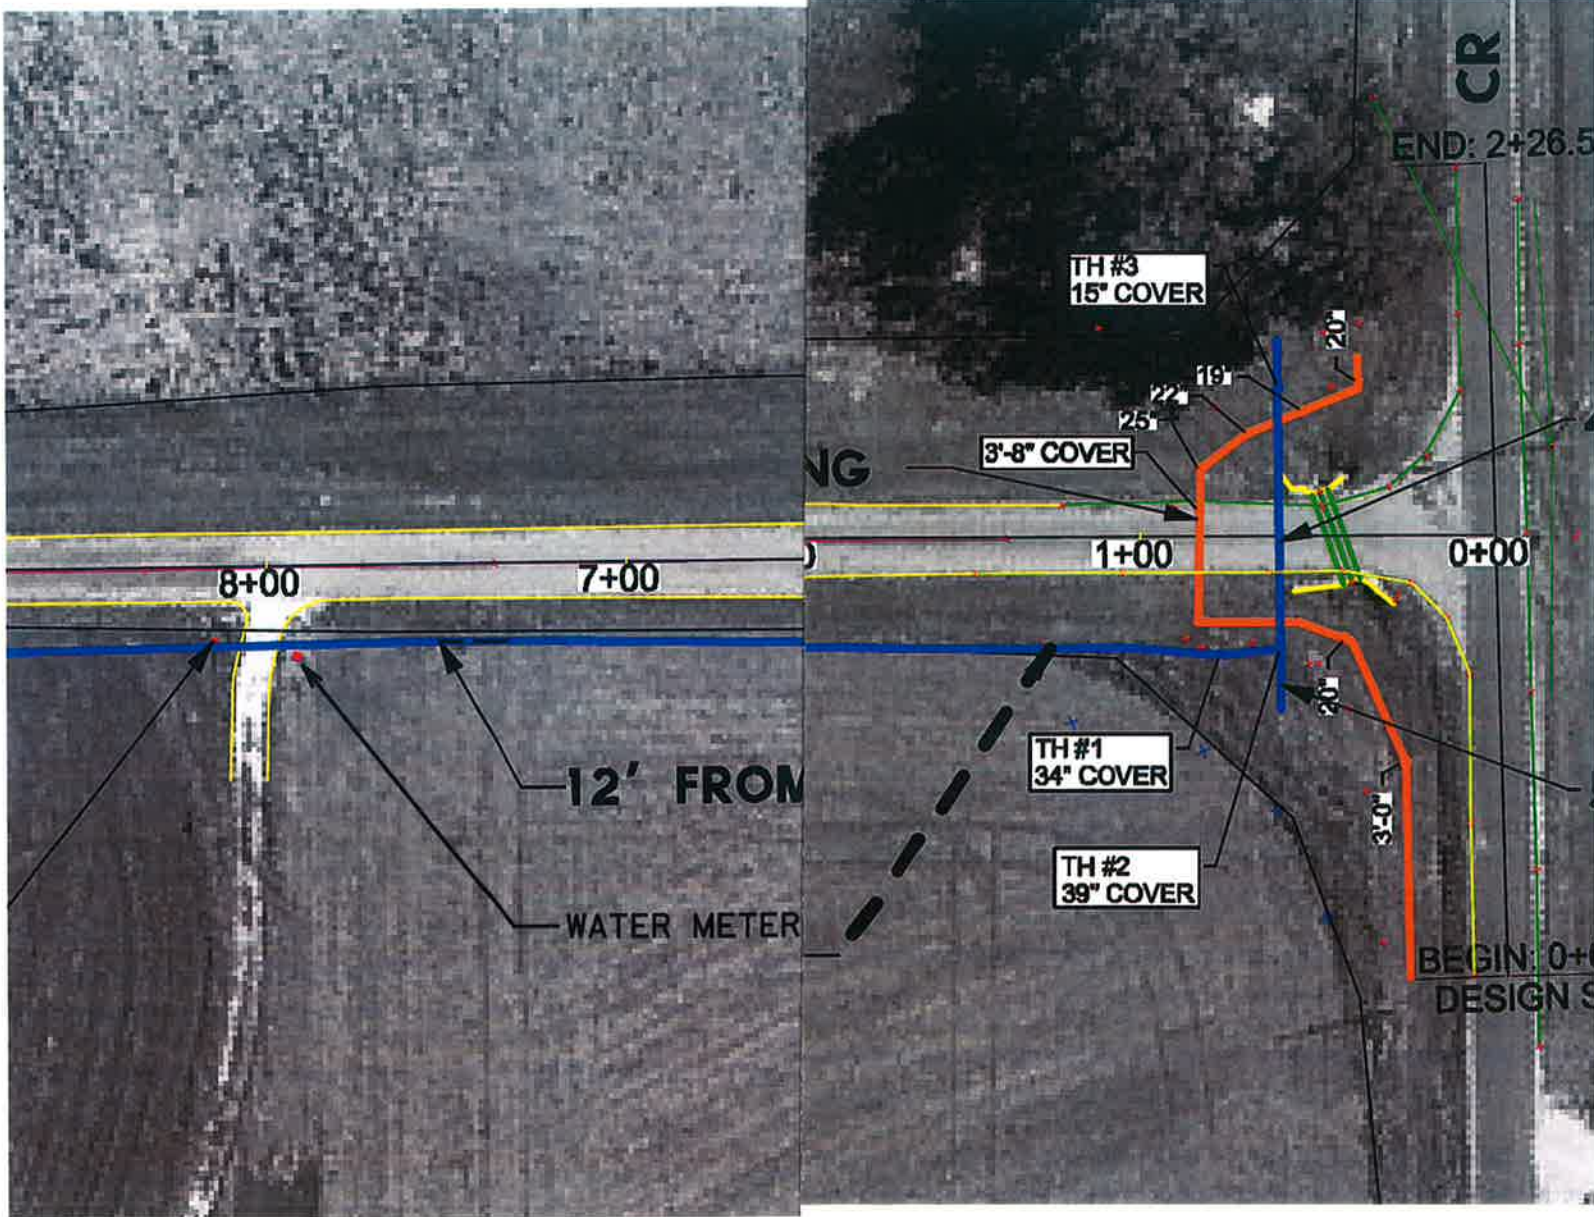 CR
END: 2+26.5
TH #3
15" COVER
20"
19"
22"
25"
3'-8" COVER
NG
8+00
7+00
1+00
0+00
20"
12' FROM
TH #1
34" COVER
3'-0"
TH #2
39" COVER
WATER METER
BEGIN: 0+0
DESIGN S